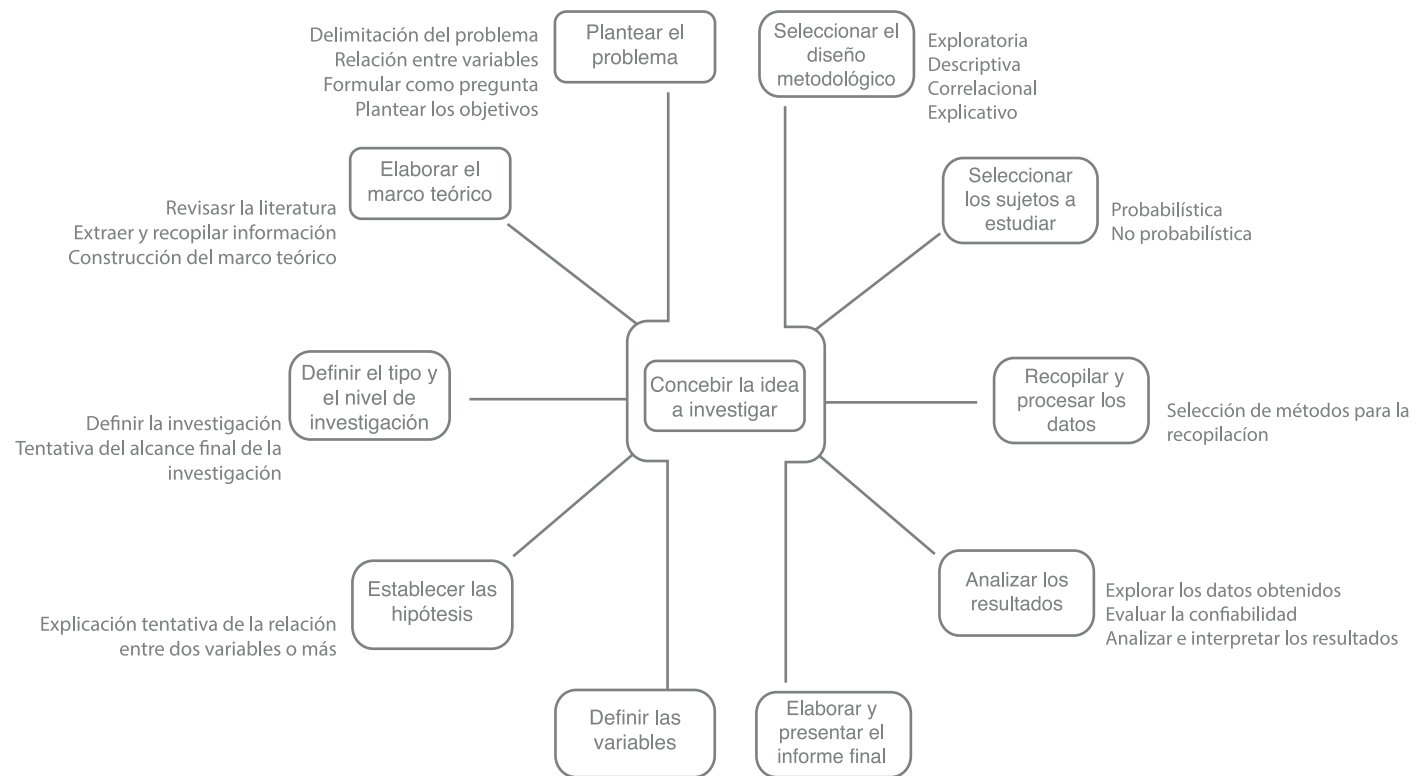 Delimitación del problema
Relación entre variables
Formular como pregunta
Plantear los objetivos
Plantear el
problema
Seleccionar el
diseño
metodológico
Exploratoria
Descriptiva
Correlacional
Explicativo
Elaborar el
marco teórico
Revisasr la literatura
Extraer y recopilar información
Construcción del marco teórico
Seleccionar
los sujetos a
estudiar
Probabilística
No probabilística
Definir el tipo y
el nivel de
investigación
Definir la investigación
Tentativa del alcance final de la
investigación
Concebir la idea
a investigar
Recopilar y
procesar los
datos
Selección de métodos para la
recopilacíon
Establecer las
hipótesis
Explicación tentativa de la relación
entre dos variables o más
Analizar los
resultados
Explorar los datos obtenidos
Evaluar la confiabilidad
Analizar e interpretar los resultados
Definir las
variables
Elaborar y
presentar el
informe final